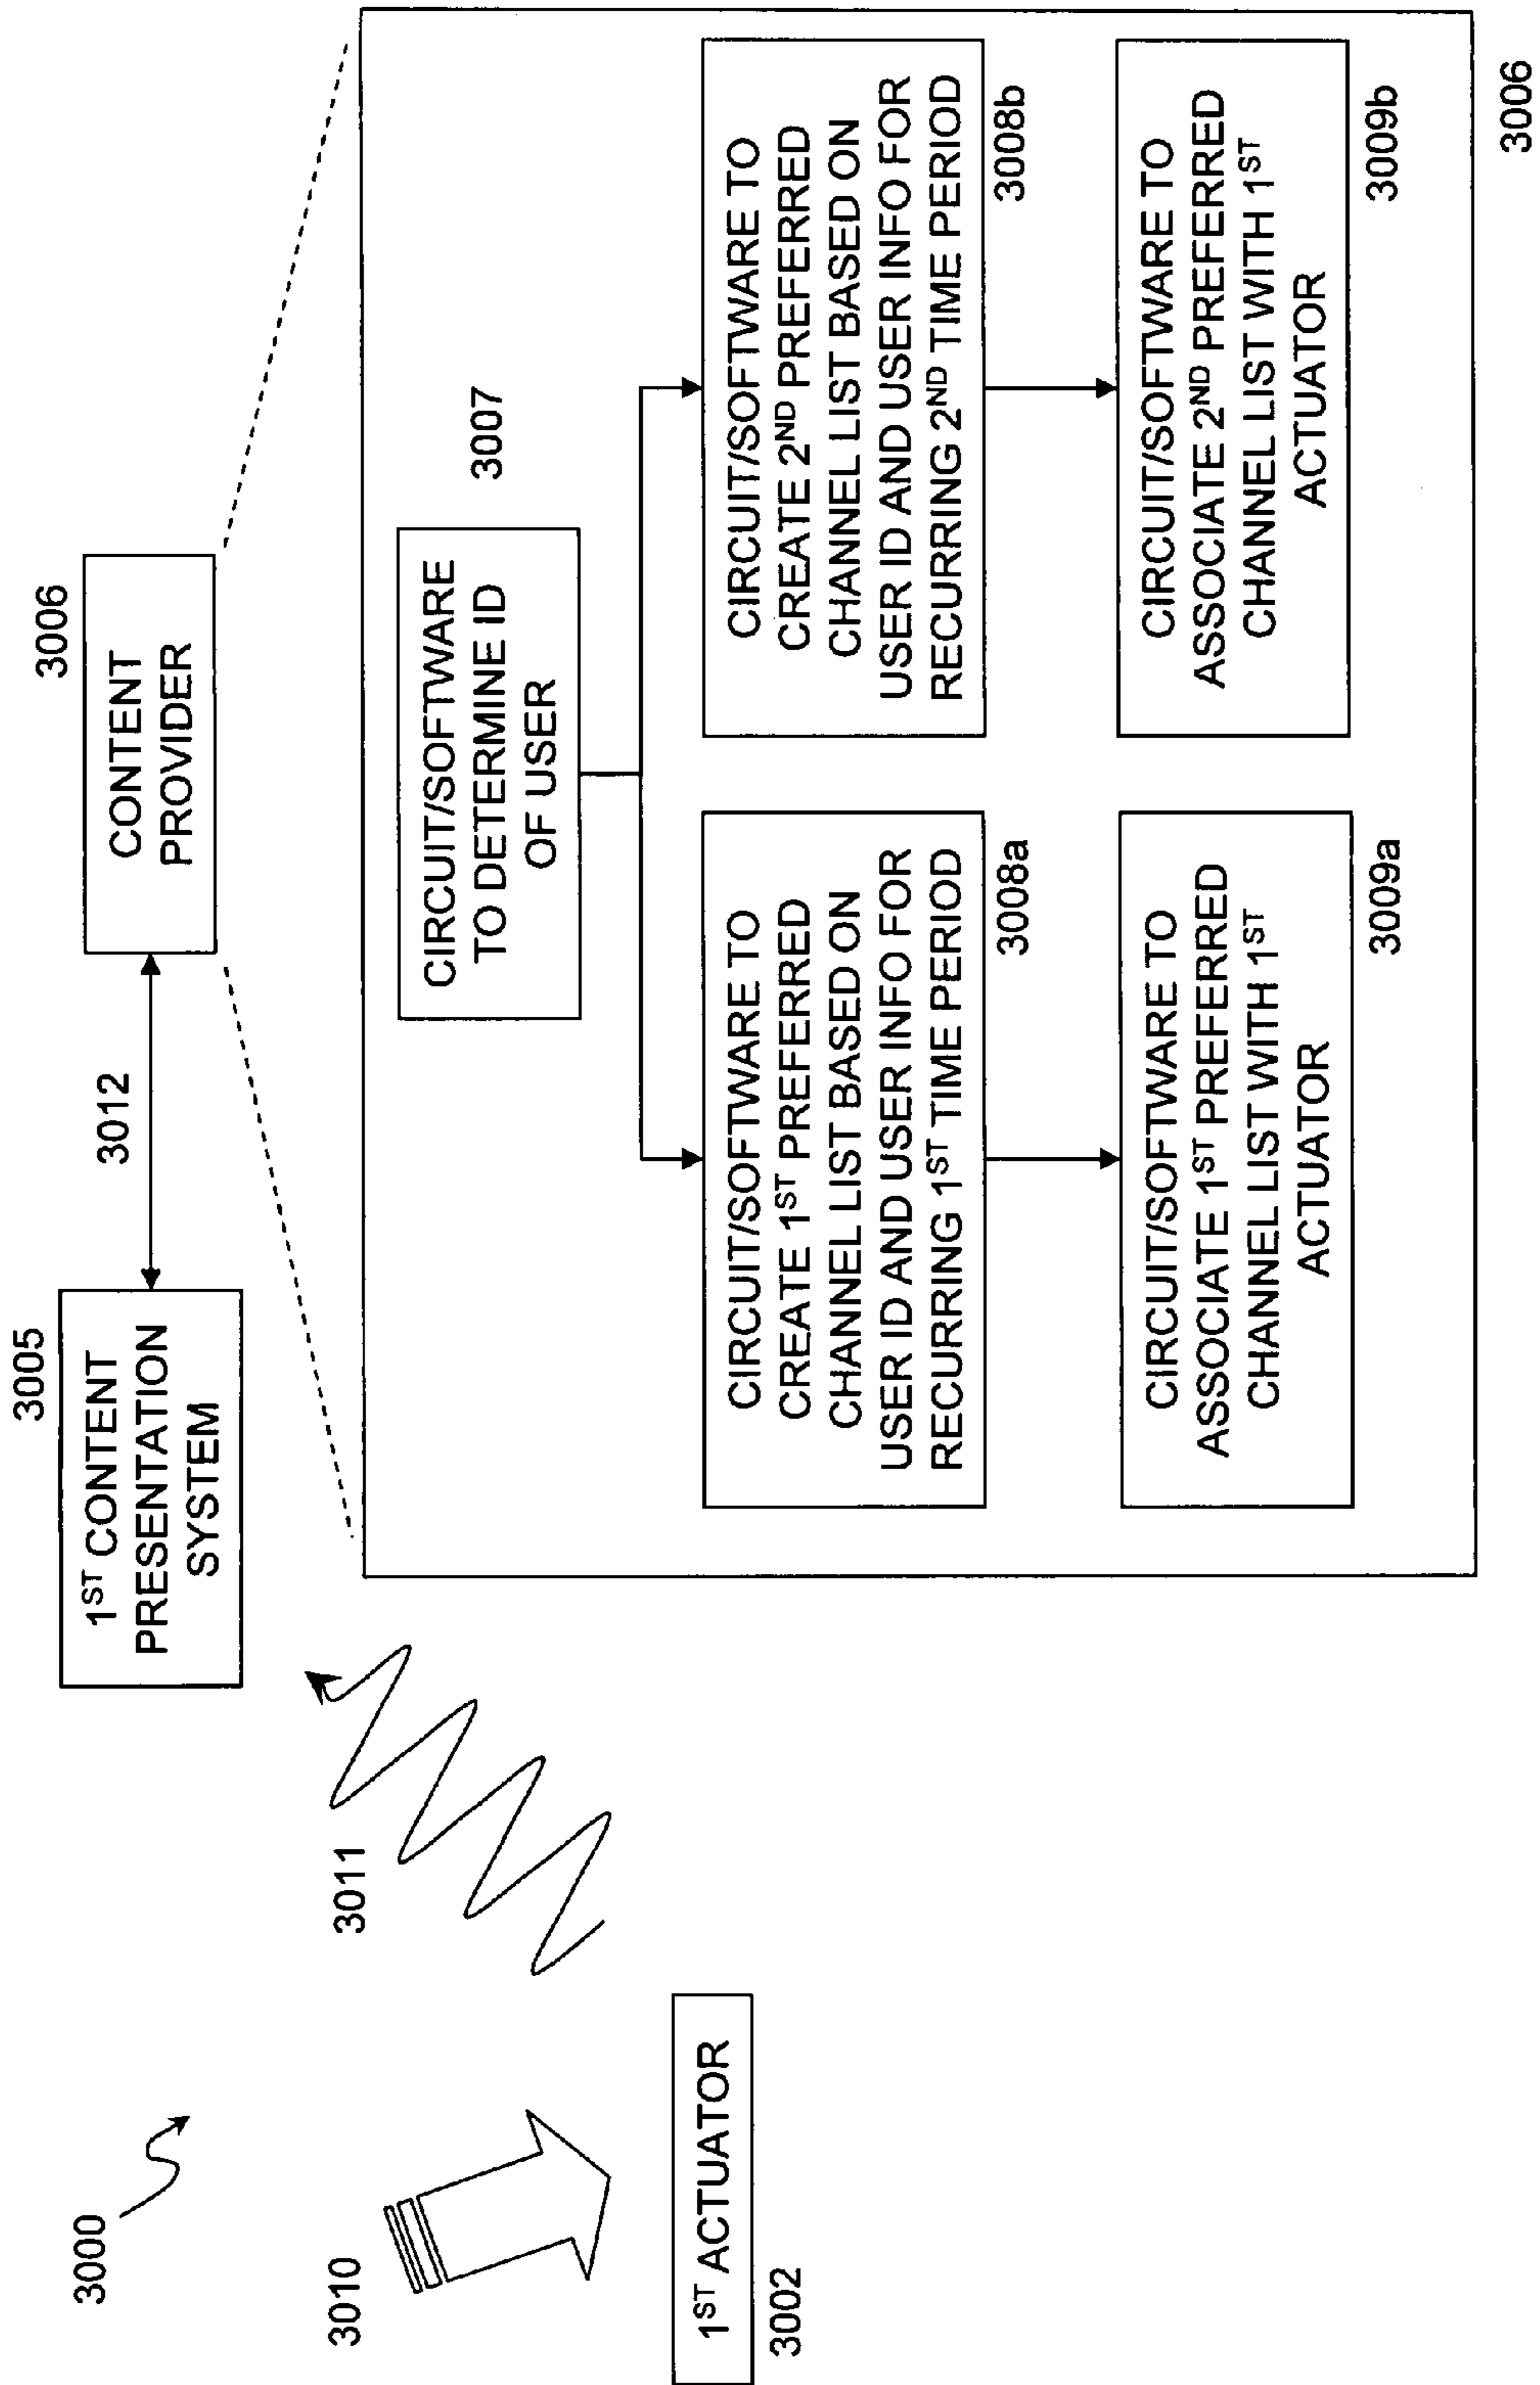 3000
3005
1ST CONTENT
PRESENTATION
SYSTEM
3012
3006
CONTENT
PROVIDER
3010
3011
1ST ACTUATOR
3002
CIRCUIT/SOFTWARE
TO DETERMINE ID
OF USER
3007
CIRCUIT/SOFTWARE TO
CREATE 1ST PREFERRED
CHANNEL LIST BASED ON
USER ID AND USER INFO FOR
RECURRING 1ST TIME PERIOD
3008a
CIRCUIT/SOFTWARE TO
CREATE 2ND PREFERRED
CHANNEL LIST BASED ON
USER ID AND USER INFO FOR
RECURRING 2ND TIME PERIOD
3008b
CIRCUIT/SOFTWARE TO
ASSOCIATE 1ST PREFERRED
CHANNEL LIST WITH 1ST
ACTUATOR
3009a
CIRCUIT/SOFTWARE TO
ASSOCIATE 2ND PREFERRED
CHANNEL LIST WITH 1ST
ACTUATOR
3009b
3006